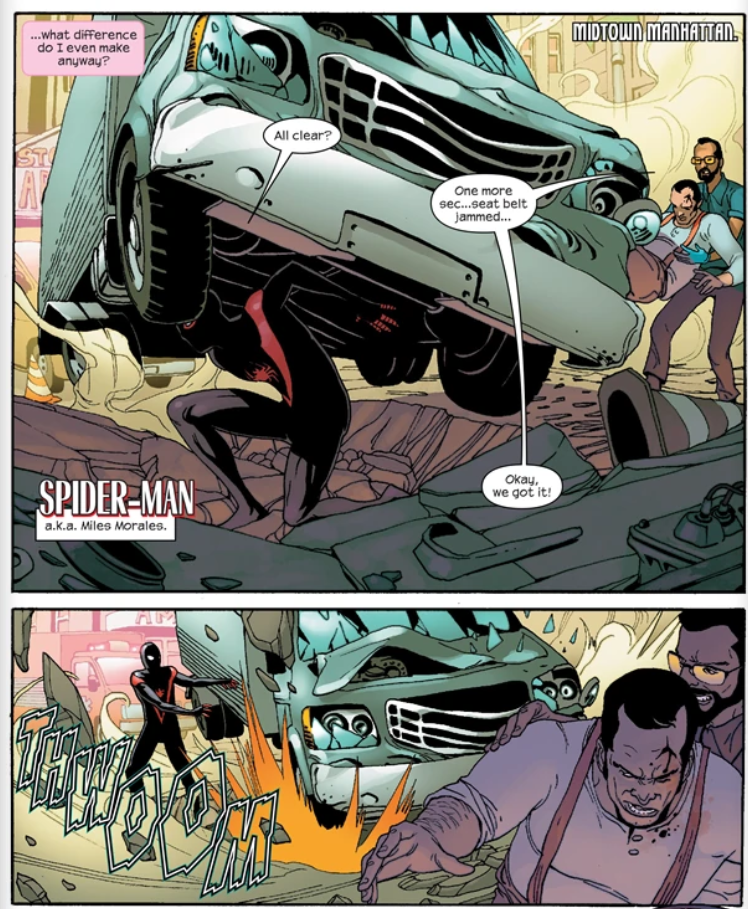 ...what difference
do I even make
anyway?
MIDTOWN MANHATTAN.
All clear?
One more
sec...seat belt
jammed...
Okay,
we got it!
SPIDER-MAN
a.k.a. Miles Morales.
THWOOM